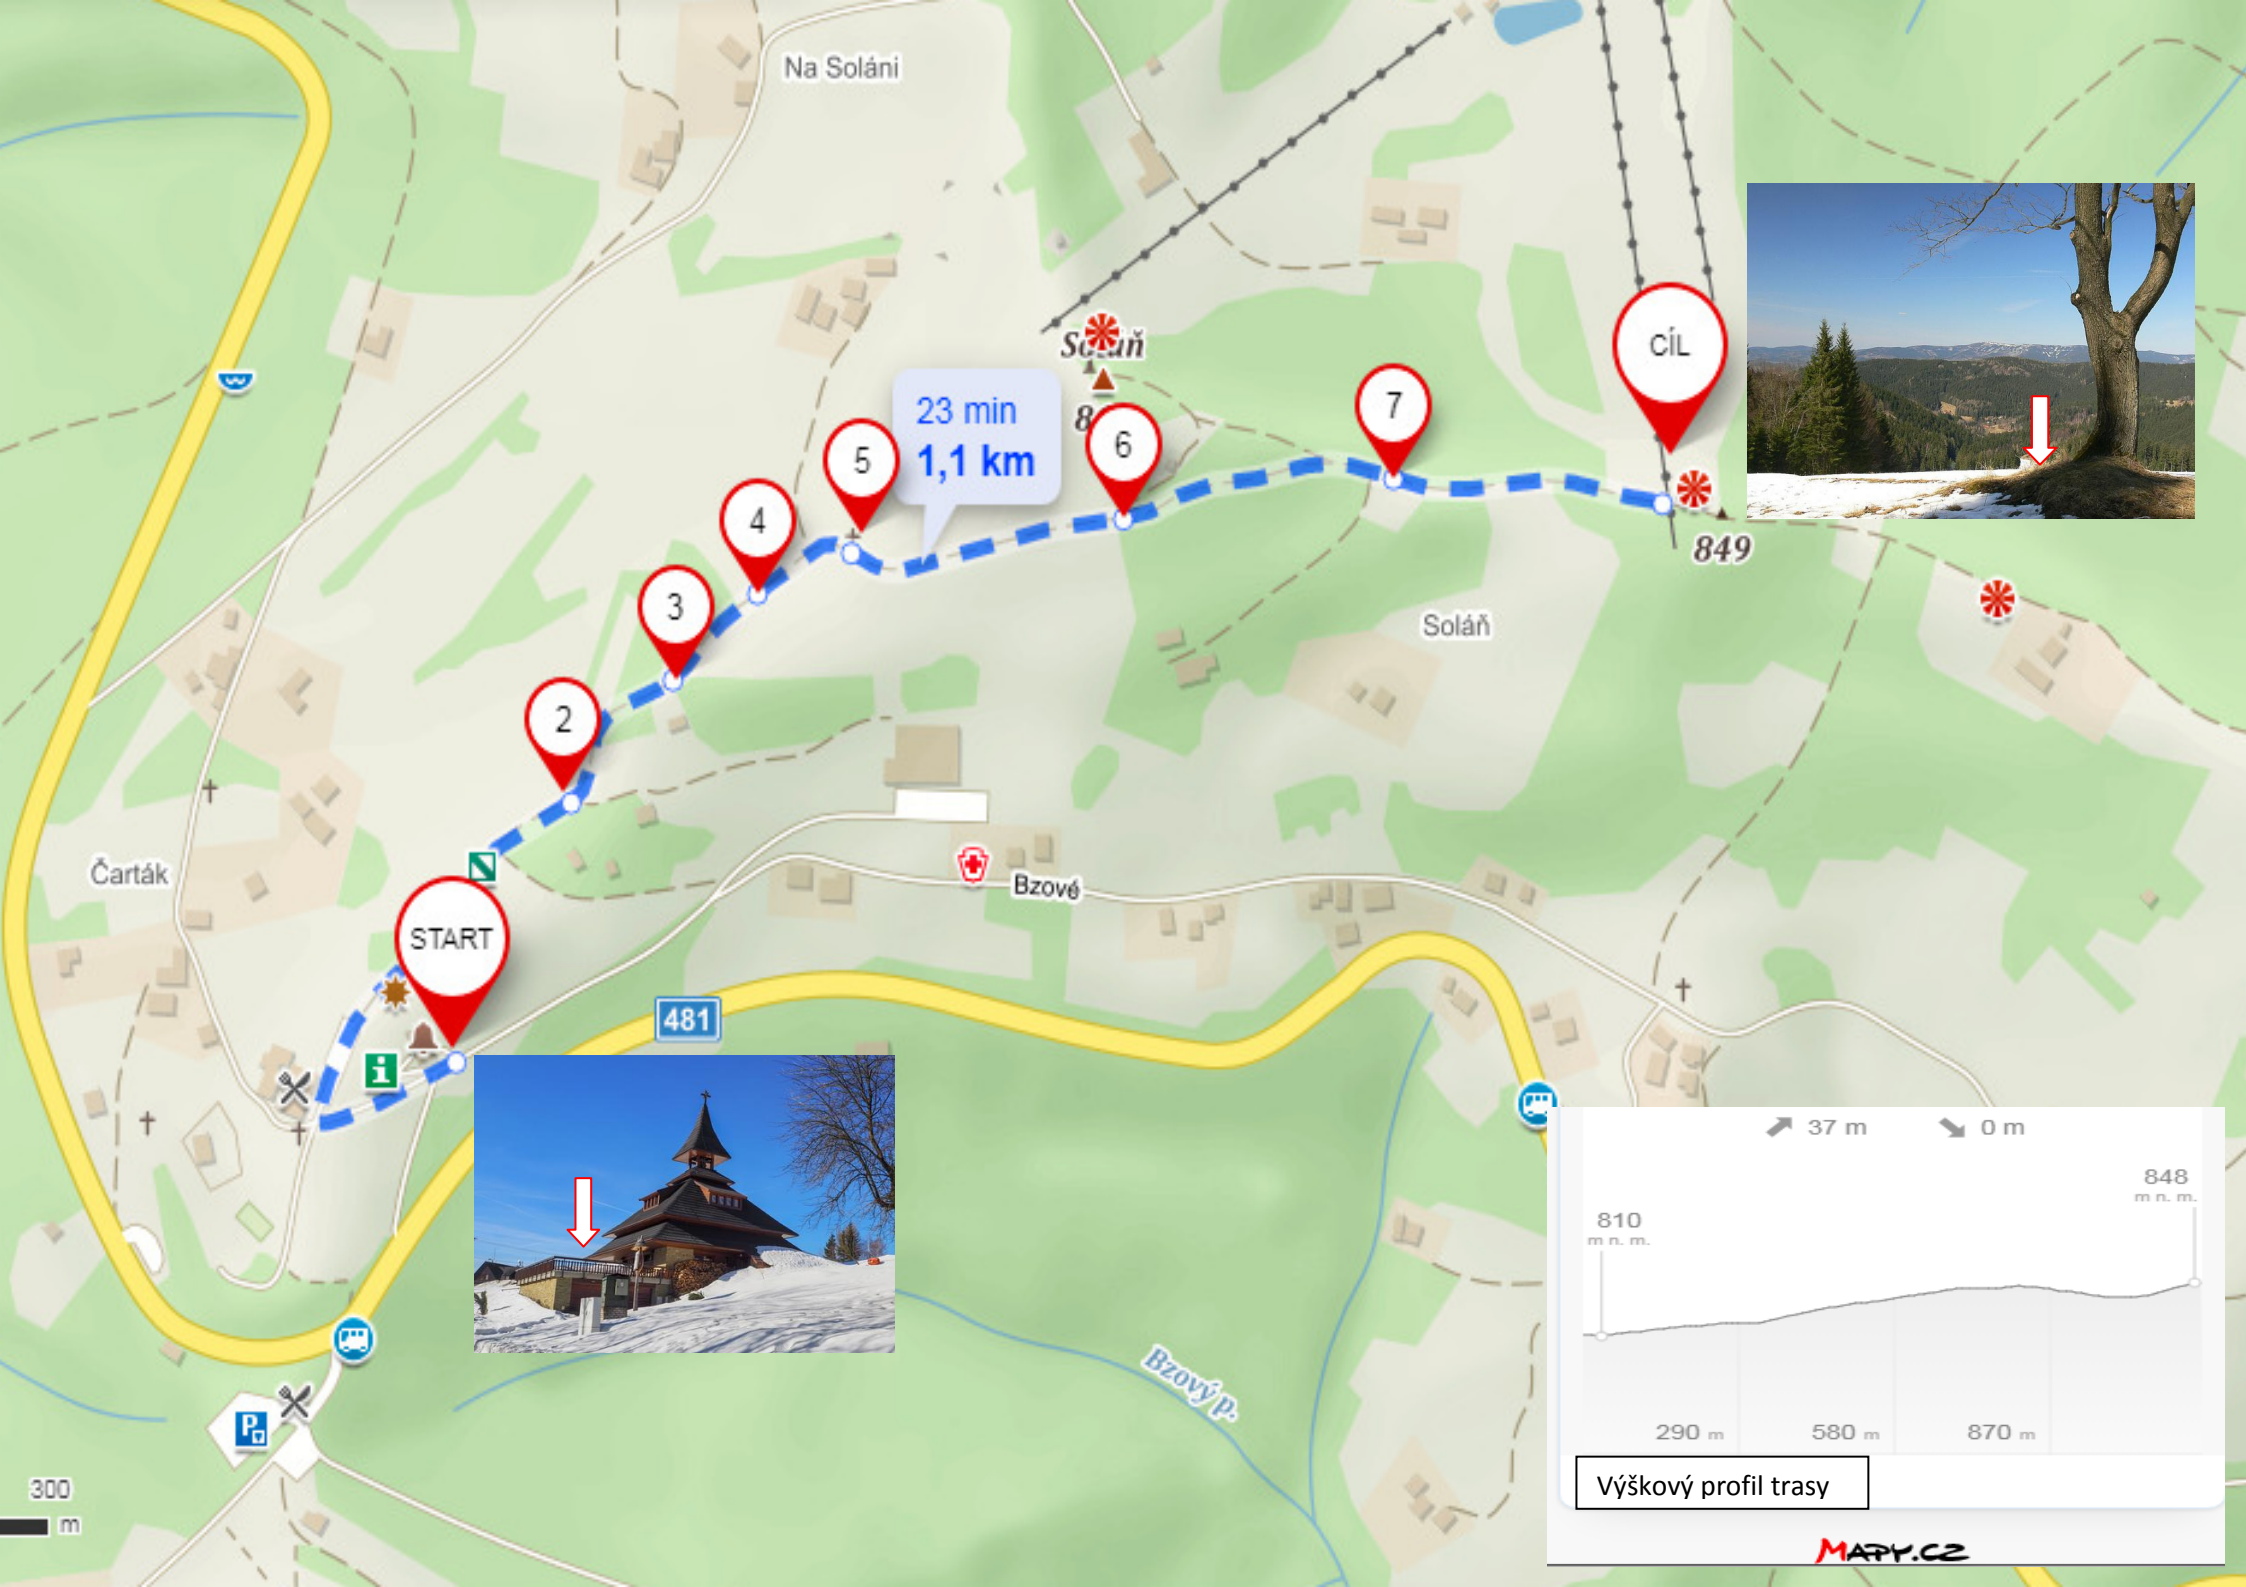 Na Soláni
CÍL
7
23 min
1,1 km
5
6
4
3
849
Soláň
2
Čarták
Bzové
START
481
37 m
0 m
848
m n. m.
810
m n. m.
Bzový p.
290 m
580 m
870 m
Výškový profil trasy
300
m
MAPY.CZ